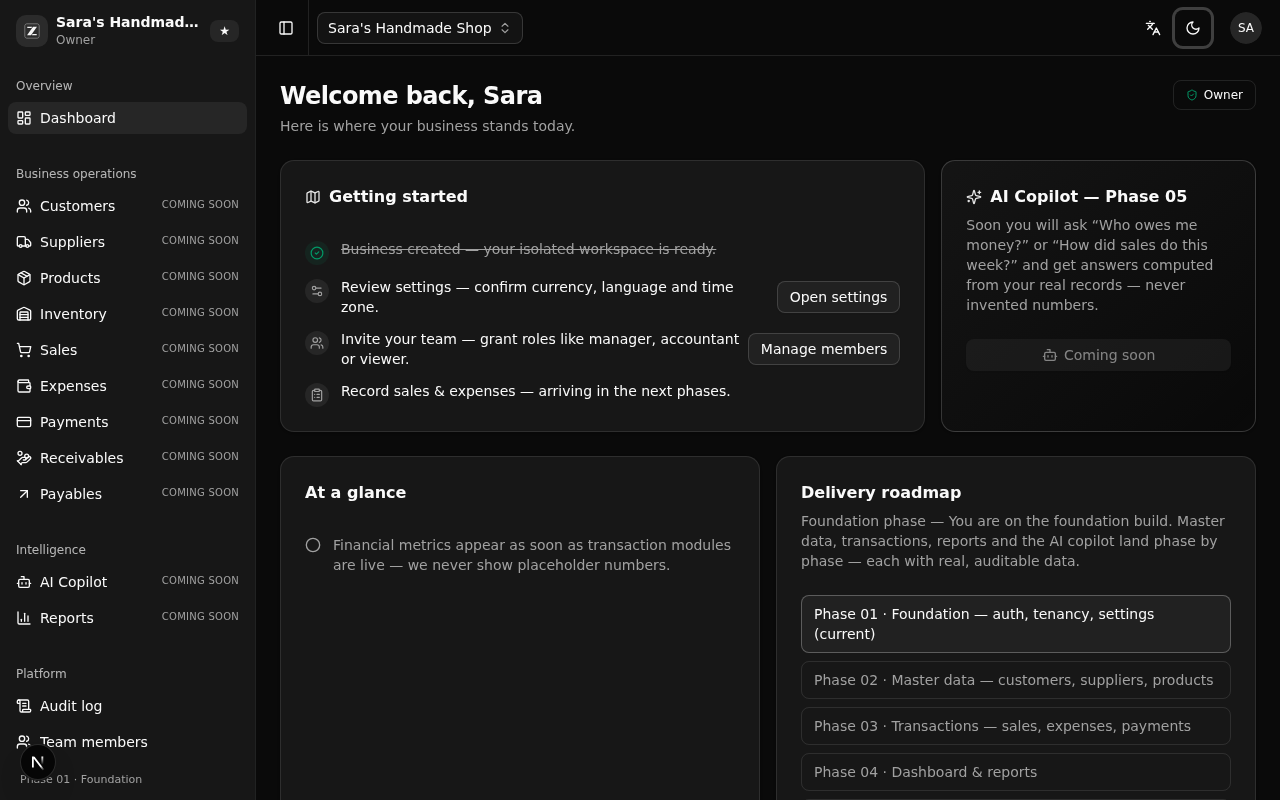 Sara's Handmad…
Owner
★
Sara's Handmade Shop
SA
Overview
Dashboard
Business operations
Customers COMING SOON
Suppliers COMING SOON
Products COMING SOON
Inventory COMING SOON
Sales COMING SOON
Expenses COMING SOON
Payments COMING SOON
Receivables COMING SOON
Payables COMING SOON
Intelligence
AI Copilot COMING SOON
Reports COMING SOON
Platform
Audit log
Team members
N
Phase 01 · Foundation
Welcome back, Sara
Here is where your business stands today.
Owner
Getting started
Business created — your isolated workspace is ready.
Review settings — confirm currency, language and time
zone.
Open settings
Invite your team — grant roles like manager, accountant
or viewer.
Manage members
Record sales & expenses — arriving in the next phases.
AI Copilot — Phase 05
Soon you will ask “Who owes me
money?” or “How did sales do this
week?” and get answers computed
from your real records — never
invented numbers.
Coming soon
At a glance
Financial metrics appear as soon as transaction modules
are live — we never show placeholder numbers.
Delivery roadmap
Foundation phase — You are on the foundation build. Master
data, transactions, reports and the AI copilot land phase by
phase — each with real, auditable data.
Phase 01 · Foundation — auth, tenancy, settings
(current)
Phase 02 · Master data — customers, suppliers, products
Phase 03 · Transactions — sales, expenses, payments
Phase 04 · Dashboard & reports